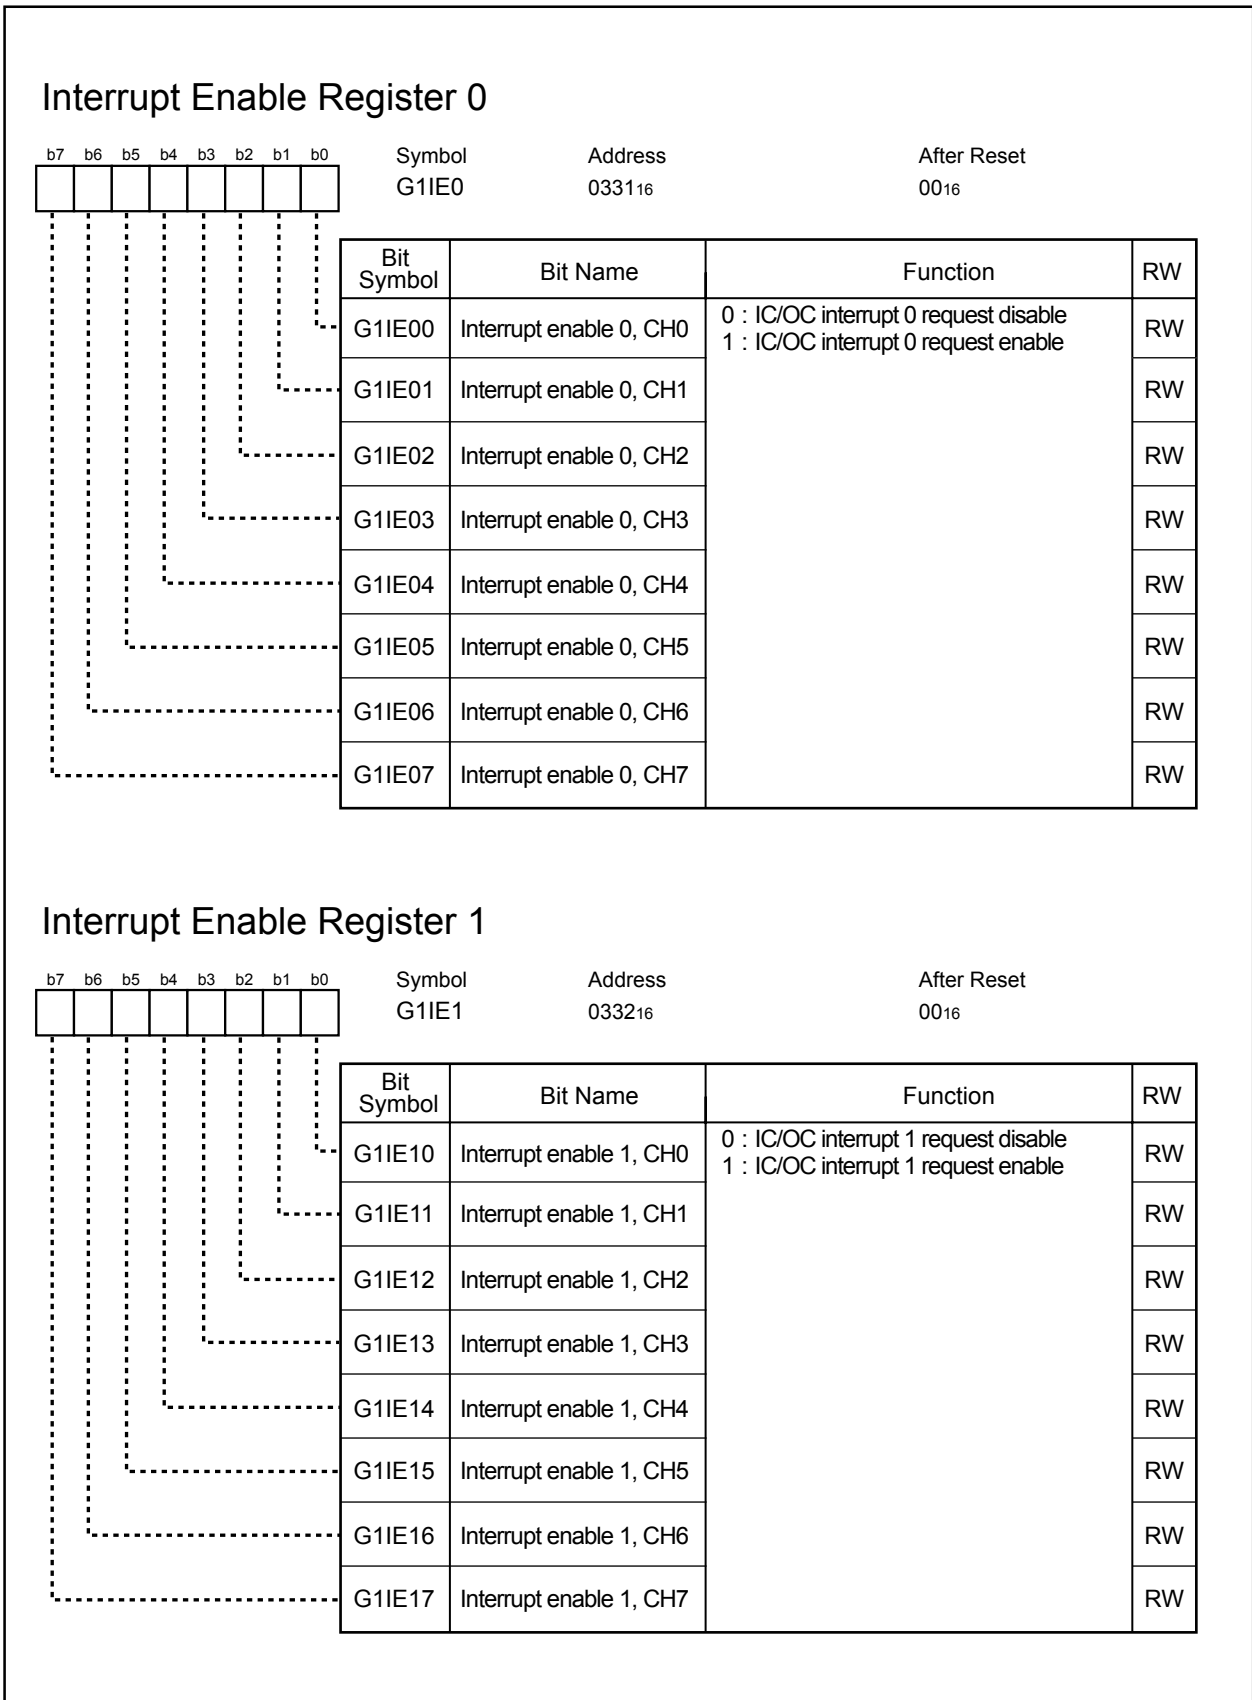 Interrupt Enable Register 0
b7 b6 b5 b4 b3 b2 b1 b0
Symbol Address After Reset
G1IE0 033116 0016
Bit Symbol Bit Name Function RW
G1IE00 Interrupt enable 0, CH0 0 : IC/OC interrupt 0 request disable RW
1 : IC/OC interrupt 0 request enable
G1IE01 Interrupt enable 0, CH1 RW
G1IE02 Interrupt enable 0, CH2 RW
G1IE03 Interrupt enable 0, CH3 RW
G1IE04 Interrupt enable 0, CH4 RW
G1IE05 Interrupt enable 0, CH5 RW
G1IE06 Interrupt enable 0, CH6 RW
G1IE07 Interrupt enable 0, CH7 RW
Interrupt Enable Register 1
b7 b6 b5 b4 b3 b2 b1 b0
Symbol Address After Reset
G1IE1 033216 0016
Bit Symbol Bit Name Function RW
G1IE10 Interrupt enable 1, CH0 0 : IC/OC interrupt 1 request disable RW
1 : IC/OC interrupt 1 request enable
G1IE11 Interrupt enable 1, CH1 RW
G1IE12 Interrupt enable 1, CH2 RW
G1IE13 Interrupt enable 1, CH3 RW
G1IE14 Interrupt enable 1, CH4 RW
G1IE15 Interrupt enable 1, CH5 RW
G1IE16 Interrupt enable 1, CH6 RW
G1IE17 Interrupt enable 1, CH7 RW